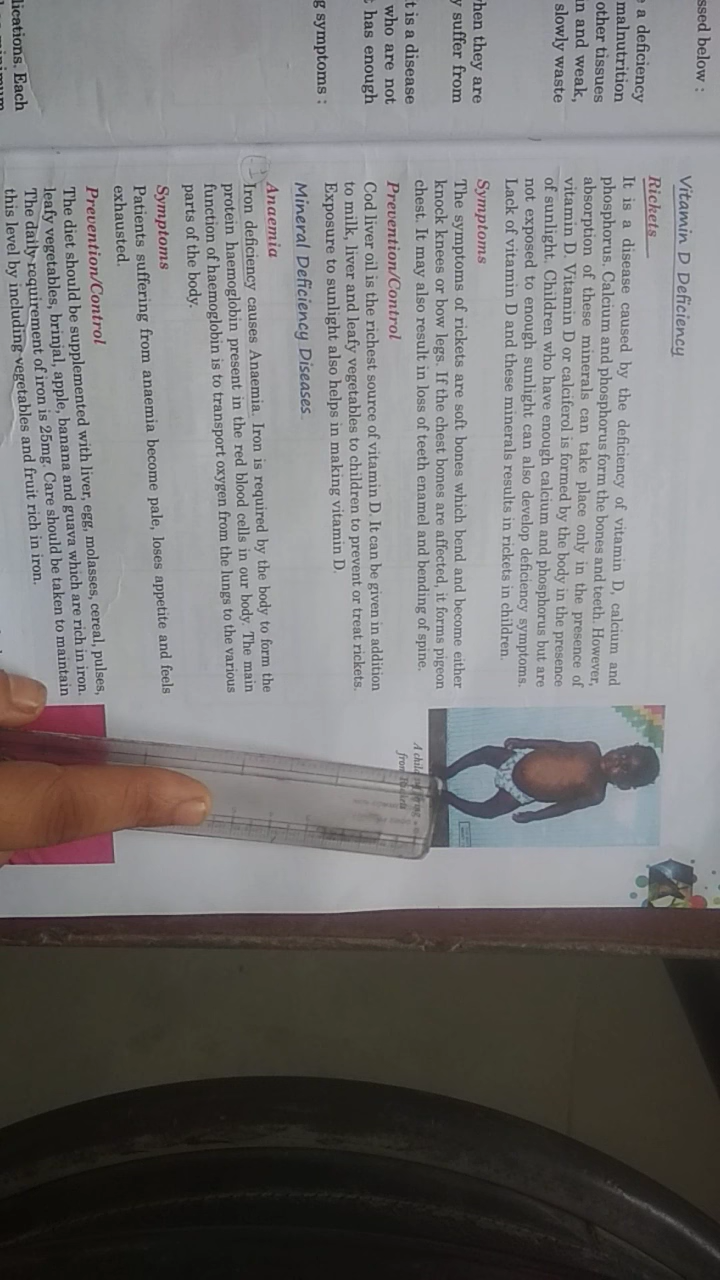 ssed below :
e a deficiency
malnutrition
other tissues
in and weak,
slowly waste
hen they are
y suffer from
t is a disease
who are not
has enough
g symptoms :
lications. Each
Vitamin D Deficiency
Rickets
It is a disease caused by the deficiency of vitamin D, calcium and
phosphorus. Calcium and phosphorus form the bones and teeth. However,
absorption of these minerals can take place only in the presence of
vitamin D. Vitamin D or calciferol is formed by the body in the presence
of sunlight. Children who have enough calcium and phosphorus but are
not exposed to enough sunlight can also develop deficiency symptoms.
Lack of vitamin D and these minerals results in rickets in children.
Symptoms
The symptoms of rickets are soft bones which bend and become either
knock knees or bow legs. If the chest bones are affected, it forms pigeon
chest. It may also result in loss of teeth enamel and bending of spine.
A child
from
Prevention/Control
Cod liver oil is the richest source of vitamin D. It can be given in addition
to milk, liver and leafy vegetables to children to prevent or treat rickets.
Exposure to sunlight also helps in making vitamin D.
Mineral Deficiency Diseases
Anaemia
Iron deficiency causes Anaemia. Iron is required by the body to form the
protein haemoglobin present in the red blood cells in our body. The main
function of haemoglobin is to transport oxygen from the lungs to the various
parts of the body.
Symptoms
Patients suffering from anaemia become pale, loses appetite and feels
exhausted.
Prevention/Control
The diet should be supplemented with liver, egg, molasses, cereal, pulses,
leafy vegetables, brinjal, apple, banana and guava which are rich in iron.
The daily requirement of iron is 25mg. Care should be taken to maintain
this level by including vegetables and fruit rich in iron.